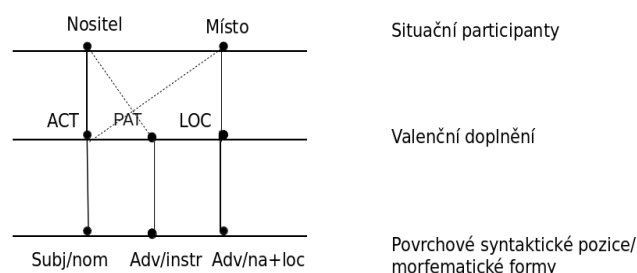 Nositel Místo Situační participanty
ACT PAT LOC Valenční doplnění
Subj/nom Adv/instr Adv/na+loc Povrchové syntaktické pozice/
morfematické formy